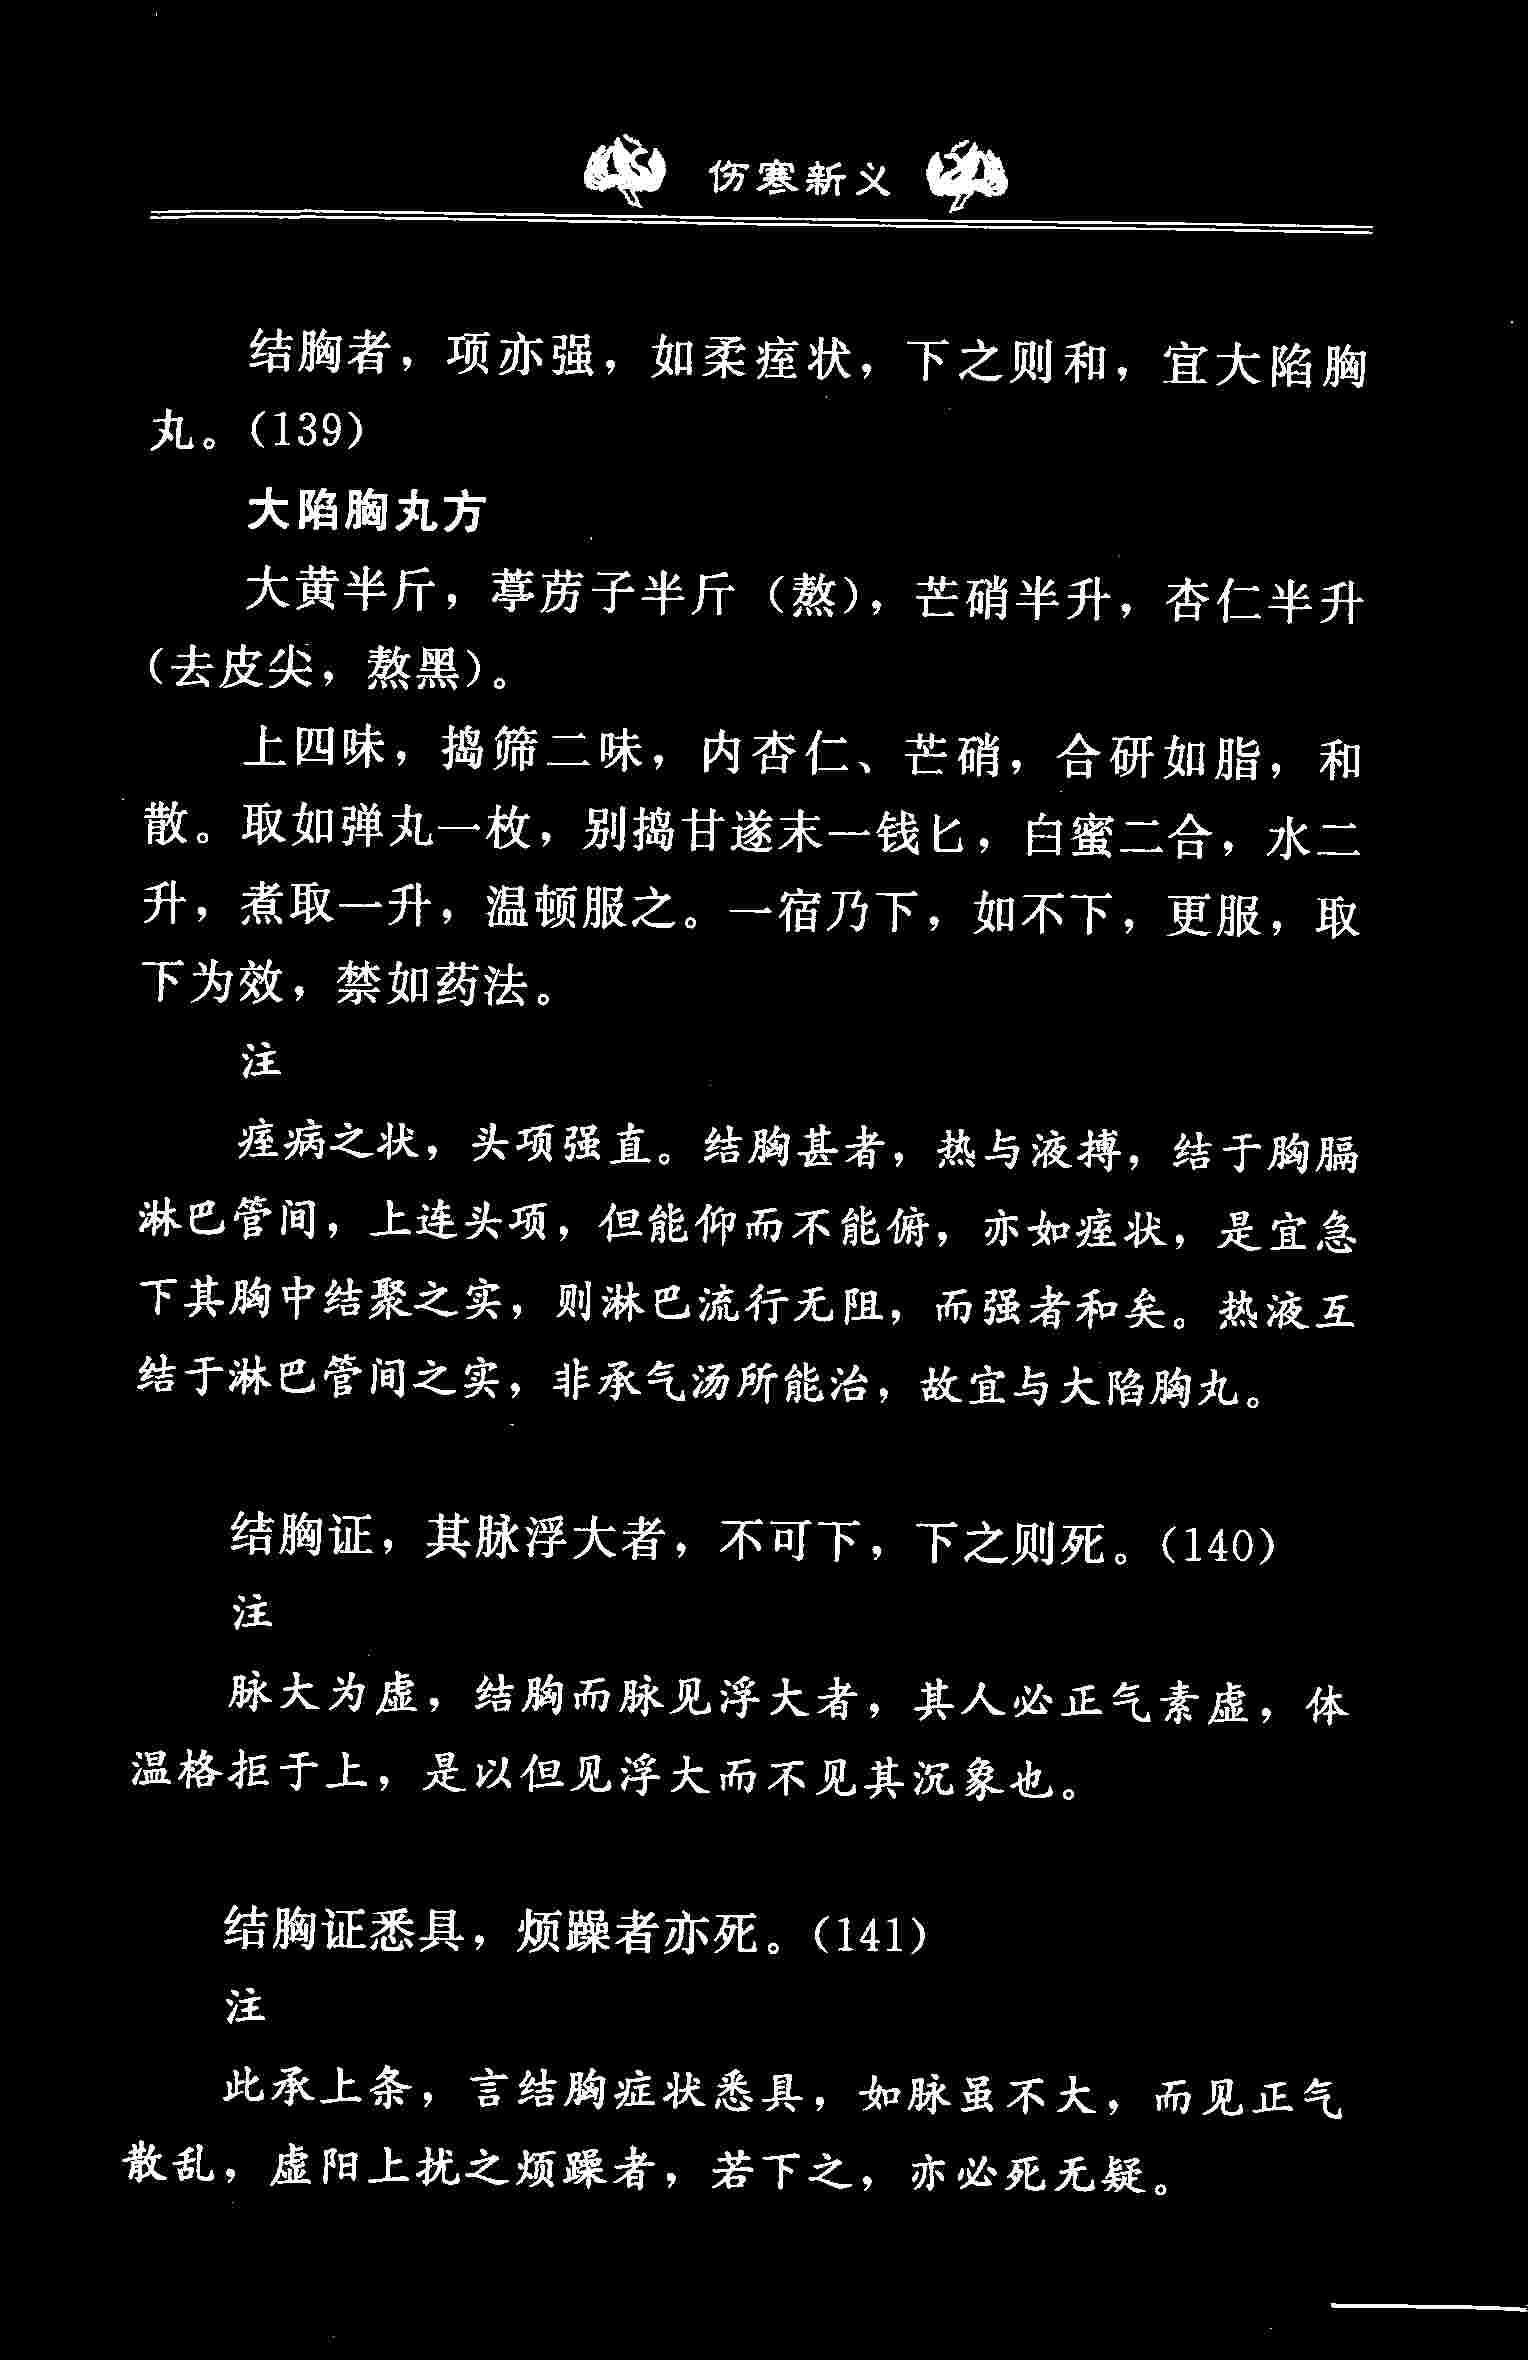 伤寒新义
结胸者，项亦强，如柔痓状，下之则和，宜大陷胸
丸。(139)
大陷胸丸方
大黄半斤，葶苈子半斤（熬），芒硝半升，杏仁半升
(去皮尖，熬黑)。
上四味，捣筛二味，内杏仁、芒硝，合研如脂，和
散。取如弹丸一枚，别捣甘遂末一钱匕，白蜜二合，水二
升，煮取一升，温顿服之。一宿乃下，如不下，更服，取
下为效，禁如药法。
注
痓病之状，头项强直。结胸甚者，热与液搏，结于胸膈
淋巴管间，上连头项，但能仰而不能俯，亦如痓状，是宜急
下其胸中结聚之实，则淋巴流行无阻，而强者和矣。热液互
结于淋巴管间之实，非承气汤所能治，故宜与大陷胸丸。
结胸证，其脉浮大者，不可下，下之则死。(140)
注
脉大为虚，结胸而脉见浮大者，其人必正气素虚，体
温格拒于上，是以但见浮大而不见其沉象也。
结胸证悉具，烦躁者亦死。(141)
注
此承上条，言结胸症状悉具，如脉虽不大，而见正气
散乱，虚阳上扰之烦躁者，若下之，亦必死无疑。